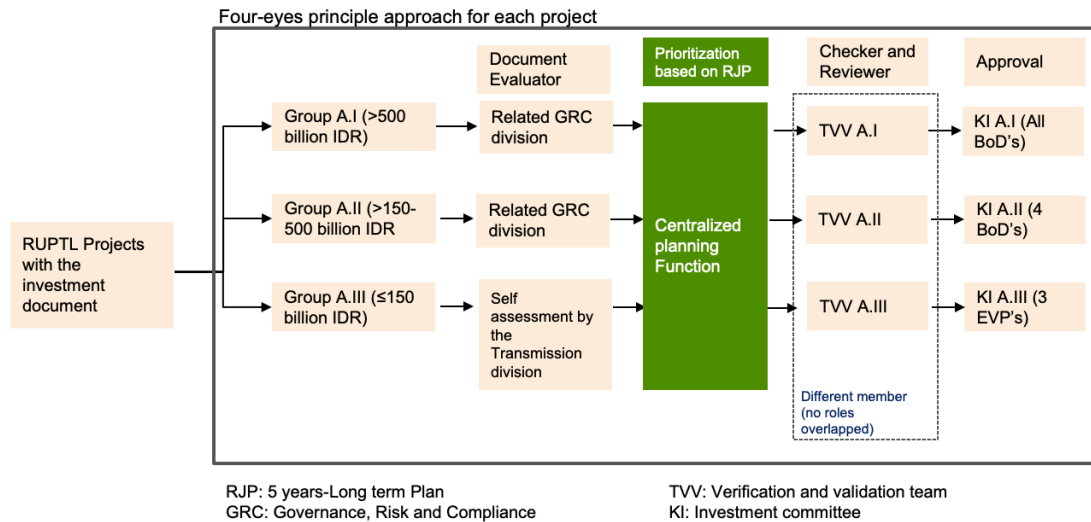 Four-eyes principle approach for each project
Document
Evaluator
Prioritization
based on RJP
Checker and
Reviewer
Approval
Group A.I (>500
billion IDR)
Related GRC
division
TVV A.I
KI A.I (All
BoD's)
Group A.II (>150-
500 billion IDR
Related GRC
division
Centralized
planning
Function
TVV A.II
KI A.II (4
BoD's)
RUPTL Projects
with the
investment
document
Group A.III (≤150
billion IDR)
Self
assessment by
the
Transmission
division
TVV A.III
KI A.III (3
EVP's)
Different member
(no roles
overlapped)
RJP: 5 years-Long term Plan
GRC: Governance, Risk and Compliance
TVV: Verification and validation team
KI: Investment committee